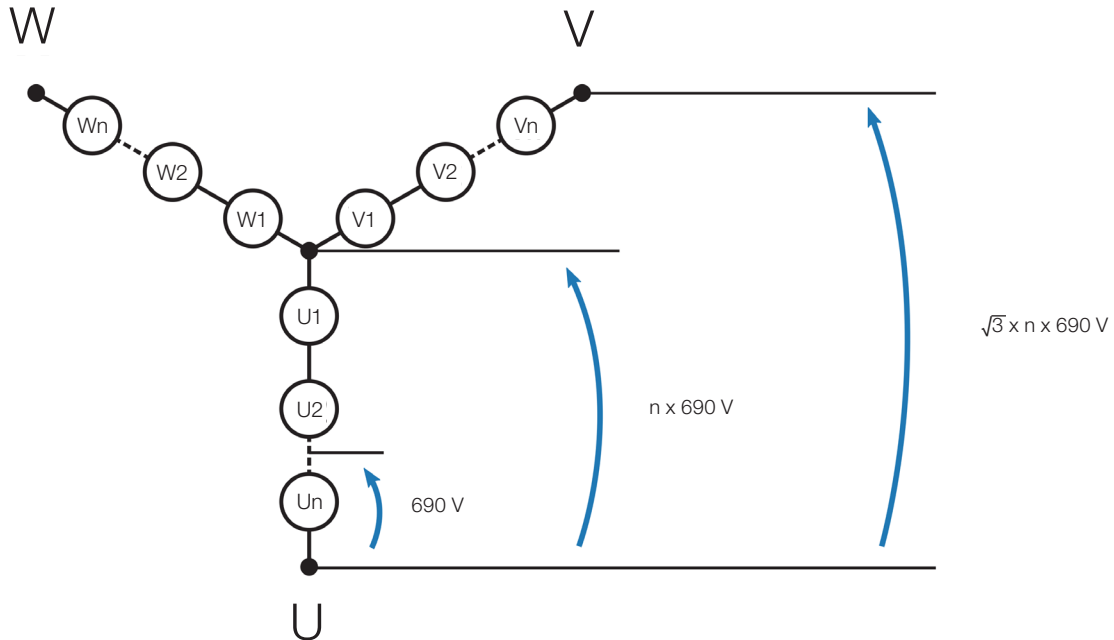 W
V
Wn
Vn
W2
V2
W1
V1
U1
√3 x n x 690 V
U2
n x 690 V
Un
690 V
U